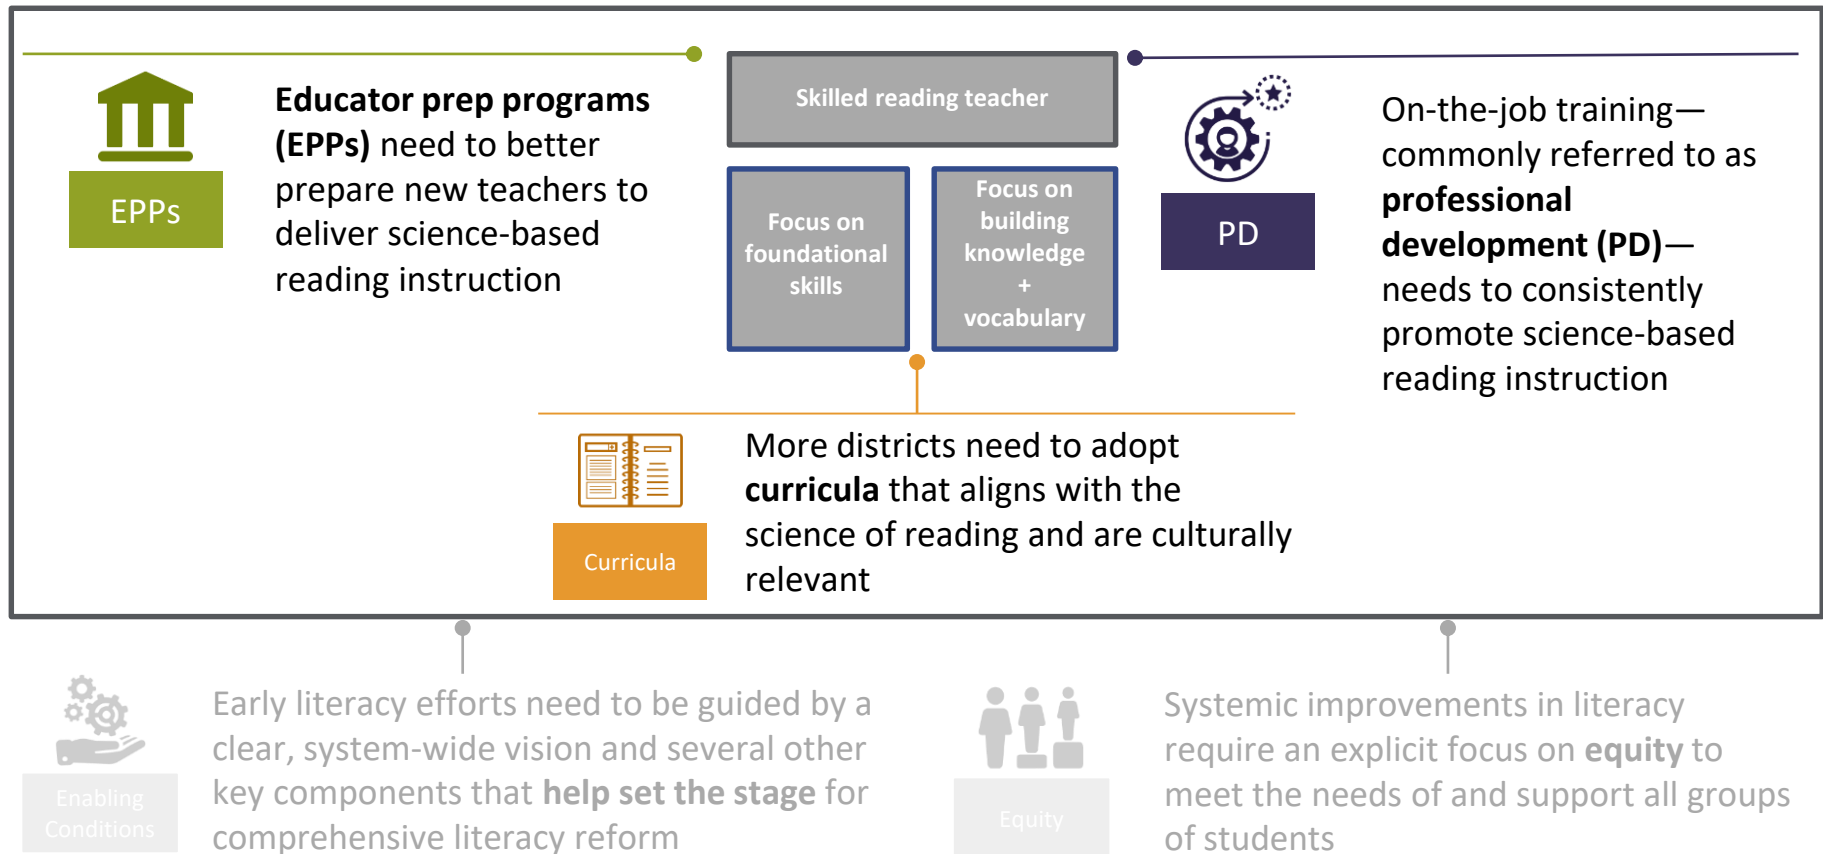 EPPs
Educator prep programs
(EPPs) need to better
prepare new teachers to
deliver science-based
reading instruction
Skilled reading teacher
Focus on
foundational
skills
Focus on
building
knowledge
+
vocabulary
PD
On-the-job training—
commonly referred to as
professional
development (PD)—
needs to consistently
promote science-based
reading instruction
Curricula
More districts need to adopt
curricula that aligns with the
science of reading and are culturally
relevant
Enabling
Conditions
Early literacy efforts need to be guided by a
clear, system-wide vision and several other
key components that help set the stage for
comprehensive literacy reform
Equity
Systemic improvements in literacy
require an explicit focus on equity to
meet the needs of and support all groups
of students